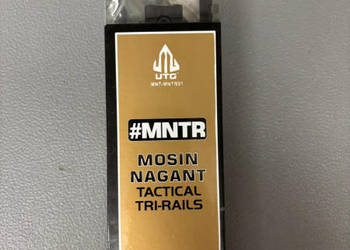 UTG
MNT-MNTR01
#MNTR
MOSIN
NAGANT
TACTICAL
TRI-RAILS